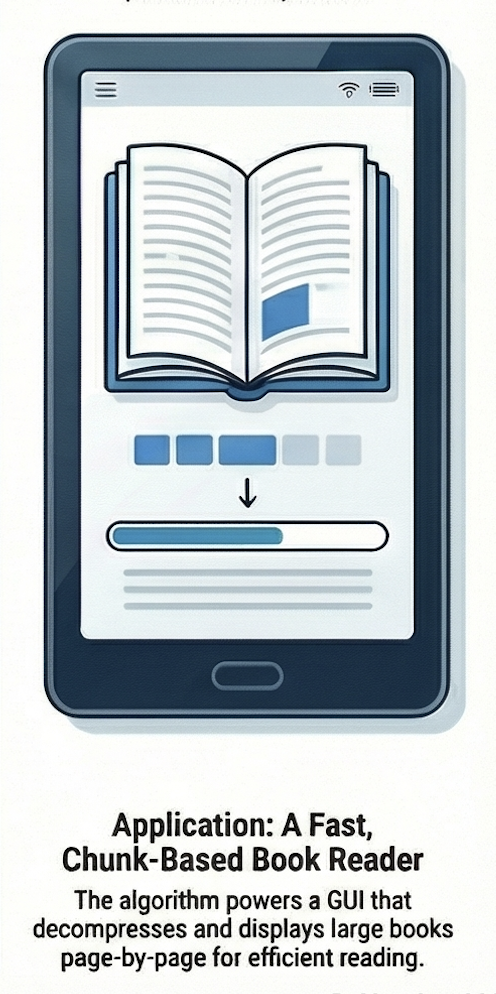 Application: A Fast,
Chunk-Based Book Reader
The algorithm powers a GUI that
decompresses and displays large books
page-by-page for efficient reading.